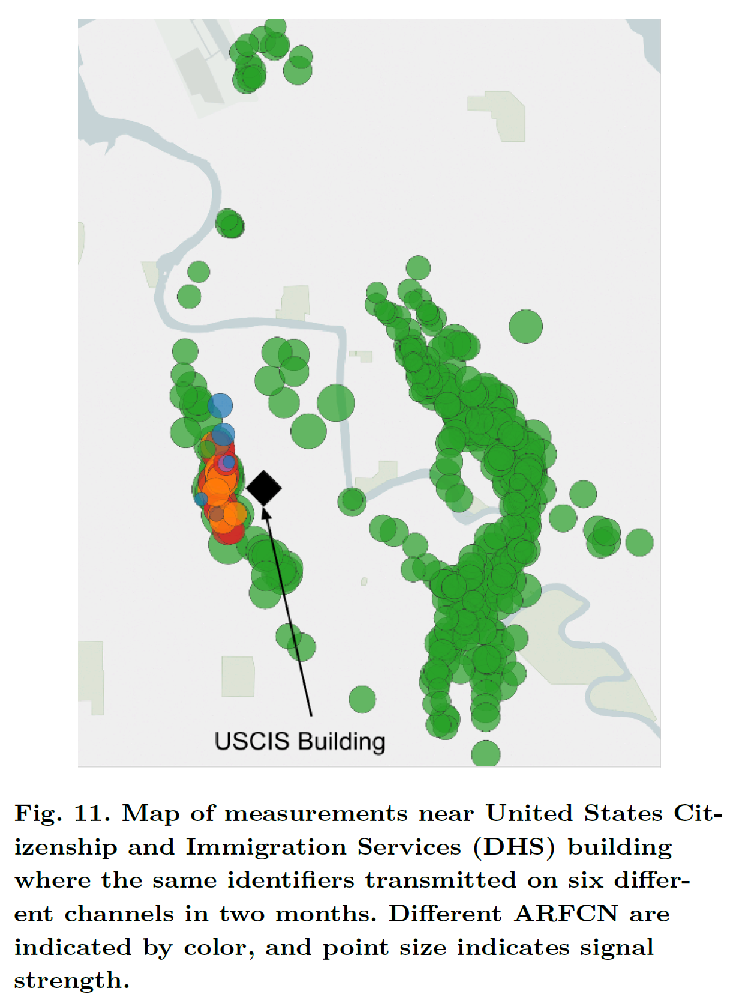 USCIS Building
Fig. 11. Map of measurements near United States Cit-
izenship and Immigration Services (DHS) building
where the same identifiers transmitted on six differ-
ent channels in two months. Different ARFCN are
indicated by color, and point size indicates signal
strength.